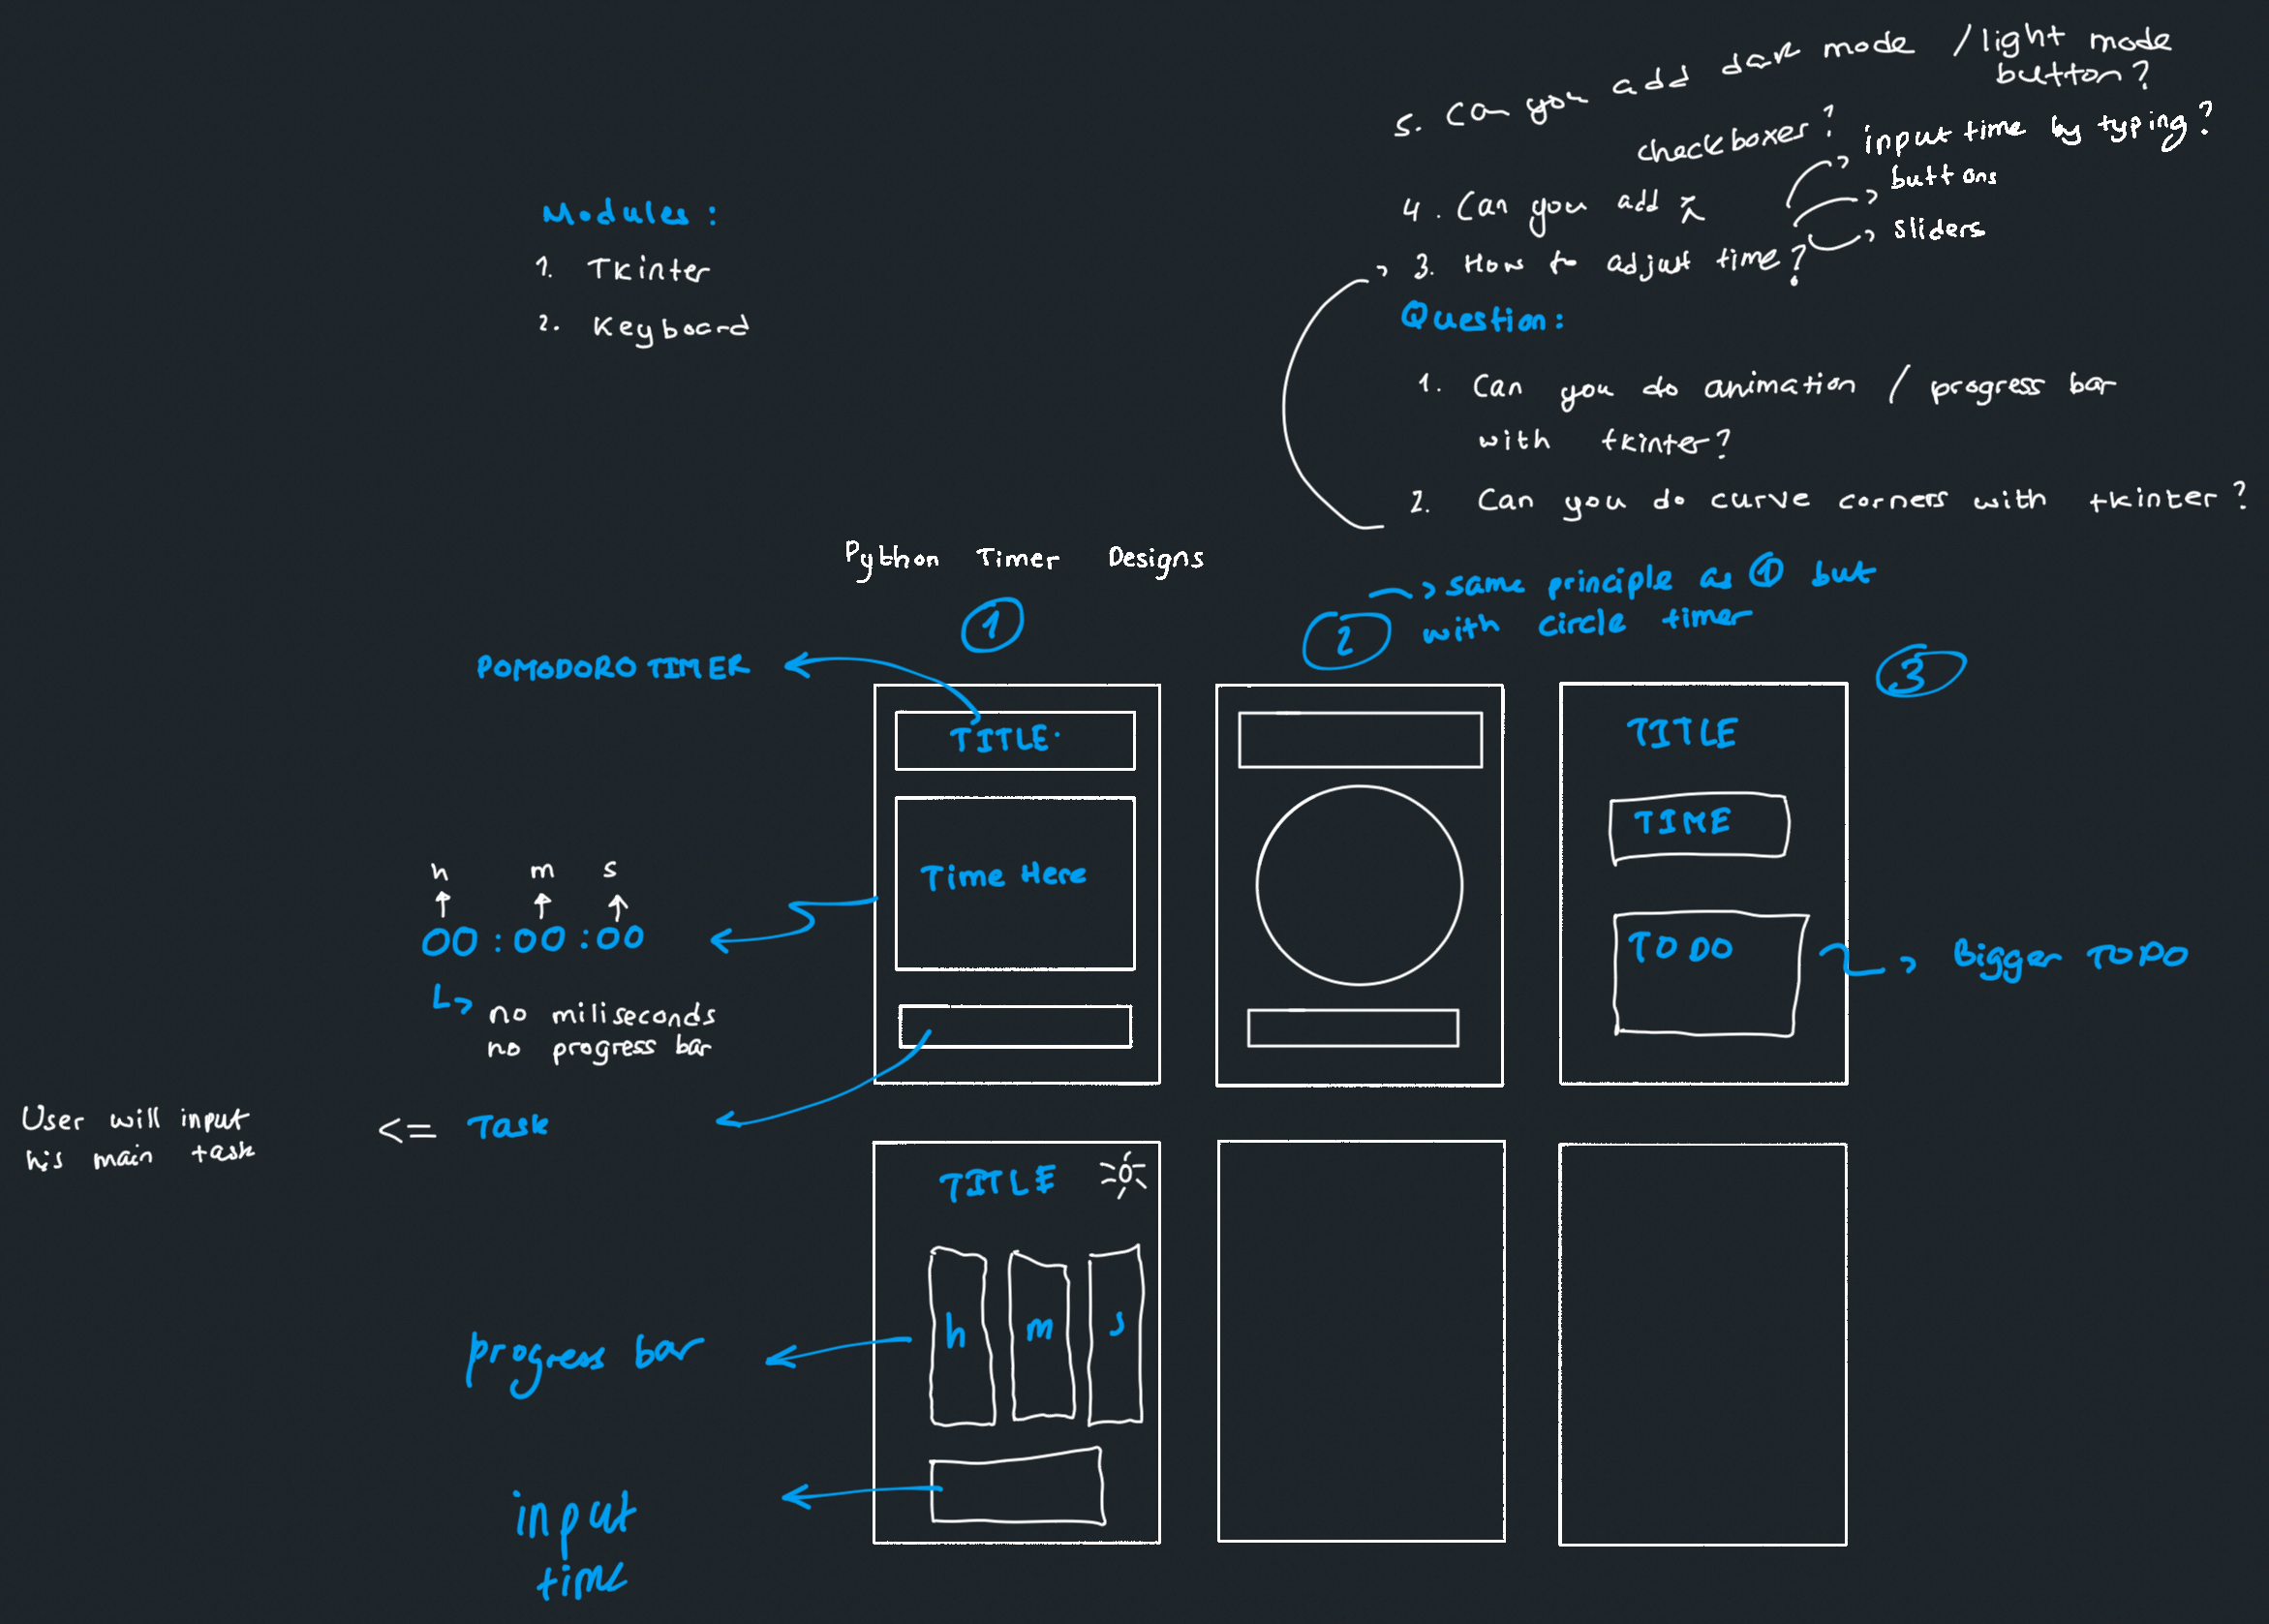 5. Can you add dark mode / light mode
button?
checkboxer?
input time by typing?
buttons
sliders
4. Can you add
3. How to adjust time?
Modules:
1. Tkinter
2. Keyboard
Question:
1. Can you do animation / progress bar
with tkinter?
2. Can you do curve corners with tkinter?
Python Timer Designs
1
2
same principle as 1 but
with circle timer
3
POMODORO TIMER
TITLE.
Time Here
h m s
00:00:00
no miliseconds
no progress bar
User will input
his main task
<= Task
TITLE
TIME
TO DO
Bigger TODO
TITLE
h
m
s
progress bar
input
time